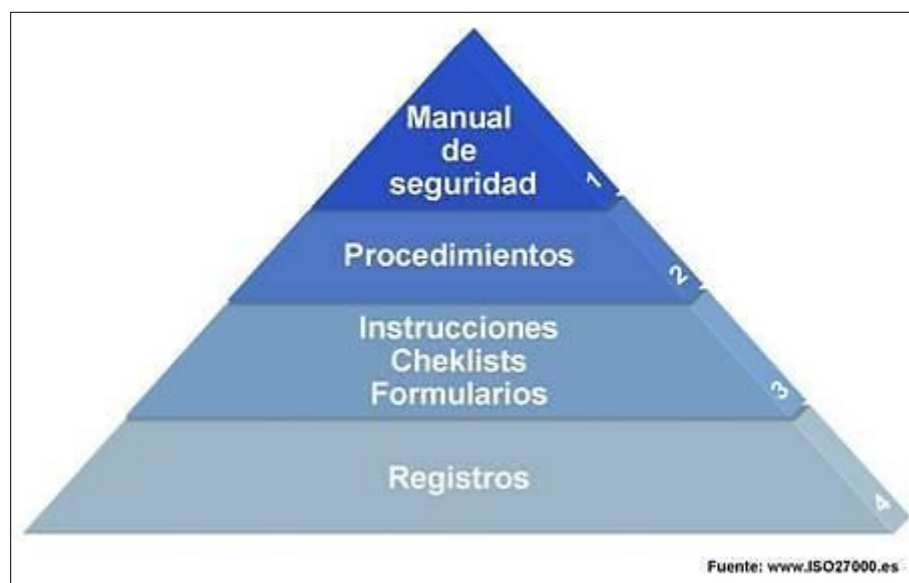 Manual
de
seguridad
1
Procedimientos
2
Instrucciones
Cheklists
Formularios
3
Registros
4
Fuente: www.ISO27000.es